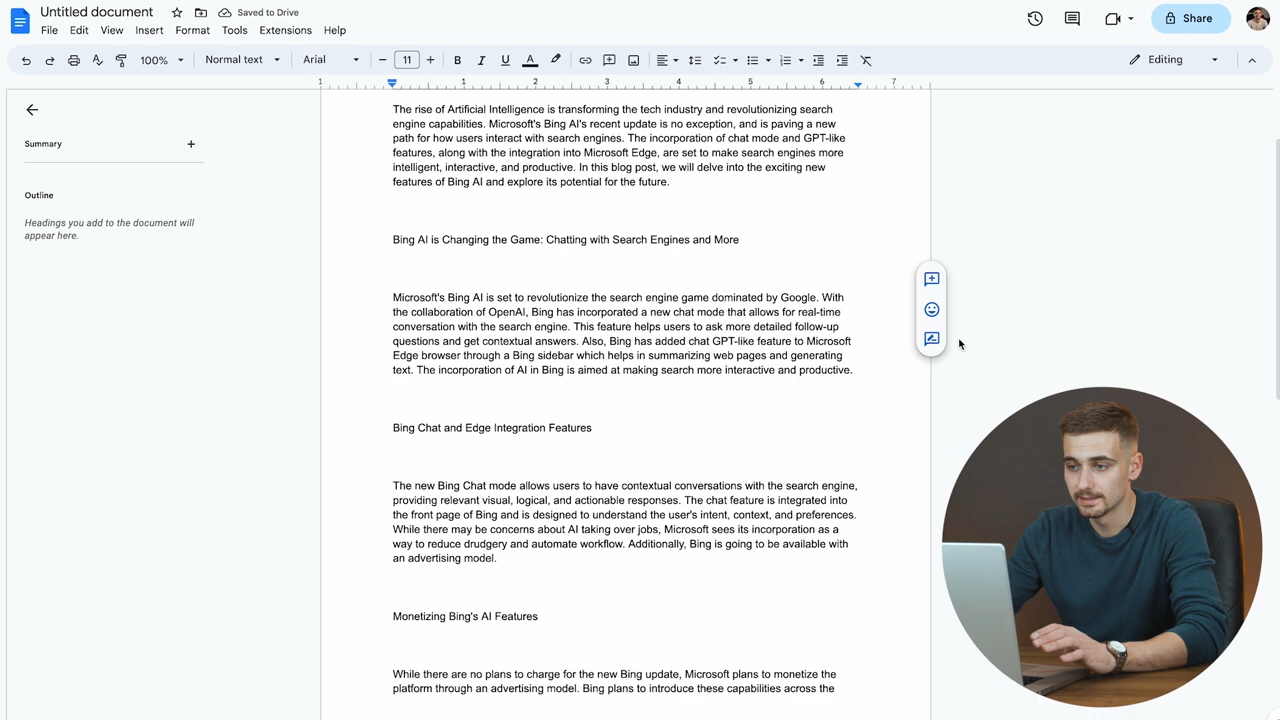 Untitled document
Saved to Drive
File Edit View Insert Format Tools Extensions Help
Share
100% Normal text Arial 11 Editing
1 1 2 3 4 5 6 7
Summary
Outline
Headings you add to the document will
appear here.
The rise of Artificial Intelligence is transforming the tech industry and revolutionizing search
engine capabilities. Microsoft's Bing AI's recent update is no exception, and is paving a new
path for how users interact with search engines. The incorporation of chat mode and GPT-like
features, along with the integration into Microsoft Edge, are set to make search engines more
intelligent, interactive, and productive. In this blog post, we will delve into the exciting new
features of Bing AI and explore its potential for the future.
Bing AI is Changing the Game: Chatting with Search Engines and More
Microsoft's Bing AI is set to revolutionize the search engine game dominated by Google. With
the collaboration of OpenAI, Bing has incorporated a new chat mode that allows for real-time
conversation with the search engine. This feature helps users to ask more detailed follow-up
questions and get contextual answers. Also, Bing has added chat GPT-like feature to Microsoft
Edge browser through a Bing sidebar which helps in summarizing web pages and generating
text. The incorporation of AI in Bing is aimed at making search more interactive and productive.
Bing Chat and Edge Integration Features
The new Bing Chat mode allows users to have contextual conversations with the search engine,
providing relevant visual, logical, and actionable responses. The chat feature is integrated into
the front page of Bing and is designed to understand the user's intent, context, and preferences.
While there may be concerns about AI taking over jobs, Microsoft sees its incorporation as a
way to reduce drudgery and automate workflow. Additionally, Bing is going to be available with
an advertising model.
Monetizing Bing's AI Features
While there are no plans to charge for the new Bing update, Microsoft plans to monetize the
platform through an advertising model. Bing plans to introduce these capabilities across the